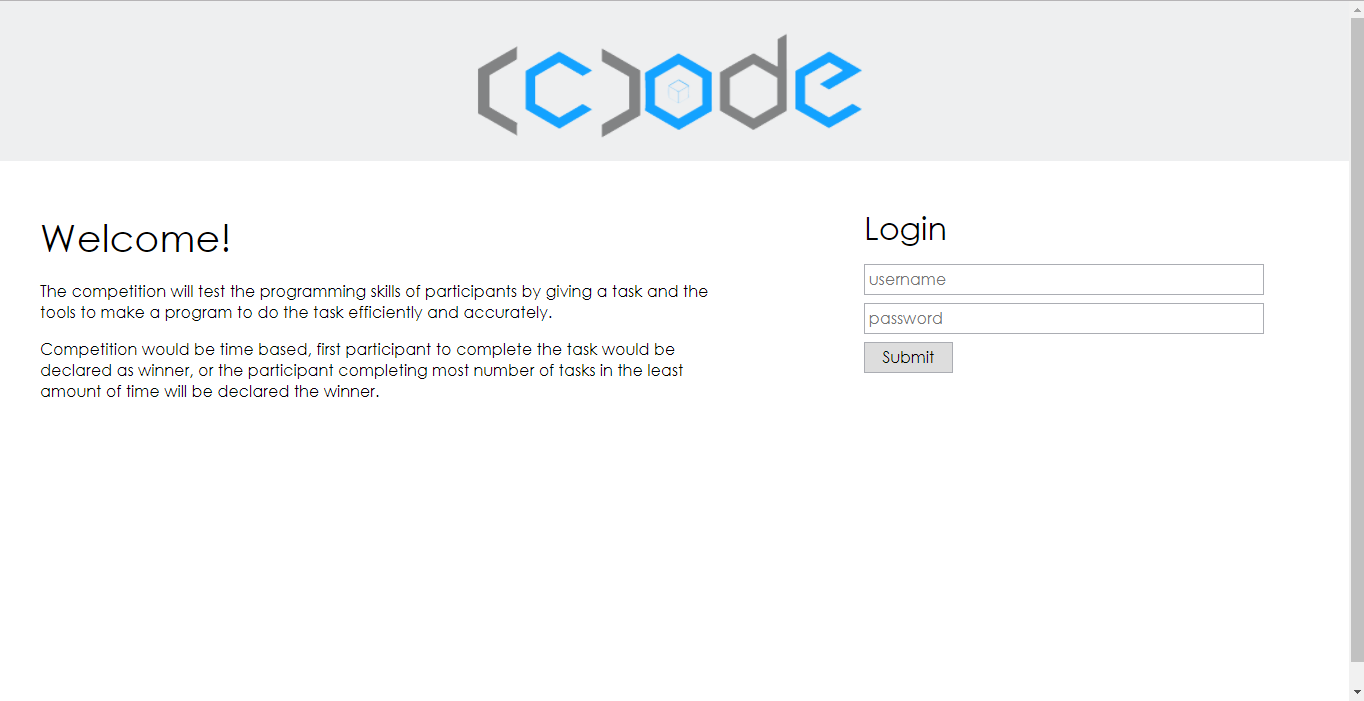 (c)ode
Welcome!
The competition will test the programming skills of participants by giving a task and the
tools to make a program to do the task efficiently and accurately.
Competition would be time based, first participant to complete the task would be
declared as winner, or the participant completing most number of tasks in the least
amount of time will be declared the winner.
Login
username
password
Submit